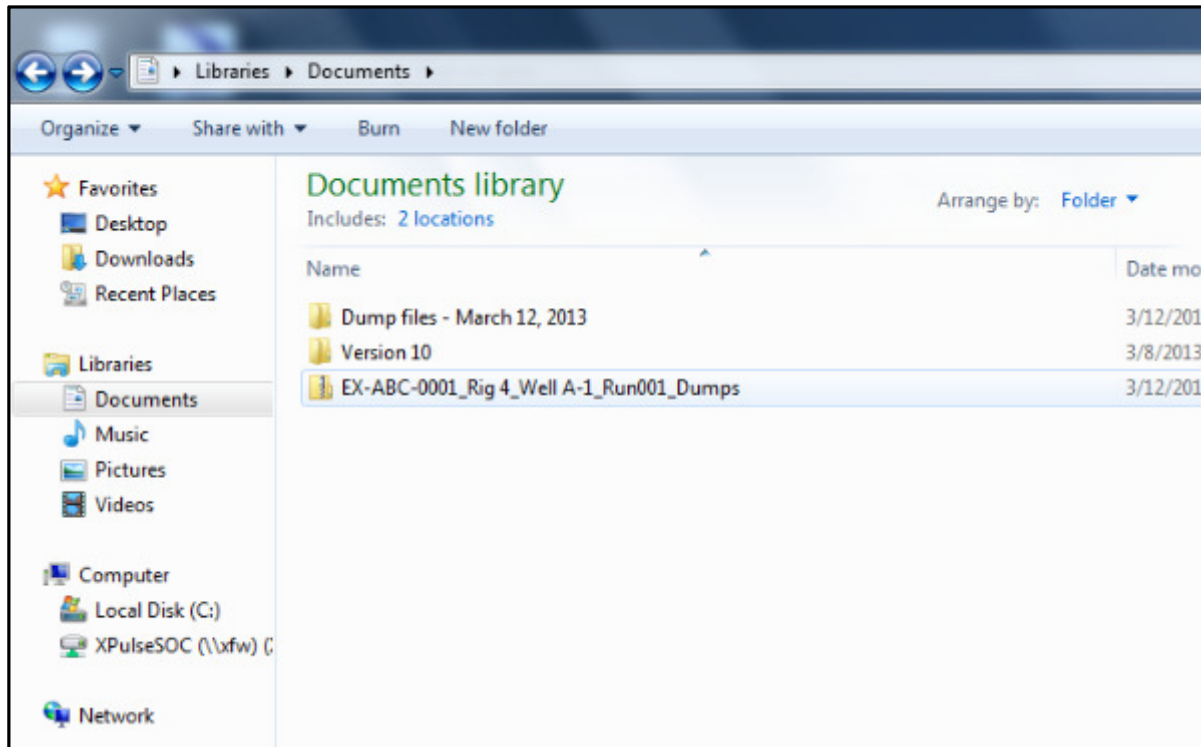 Libraries Documents
Organize Share with Burn New folder
Favorites
Desktop
Downloads
Recent Places
Libraries
Documents
Music
Pictures
Videos
Computer
Local Disk (C:)
XPulseSOC (\\xfw) (
Network
Documents library
Includes: 2 locations
Arrange by: Folder
Name Date mo
Dump files - March 12, 2013 3/12/201
Version 10 3/8/2013
EX-ABC-0001_Rig 4_Well A-1_Run001_Dumps 3/12/201